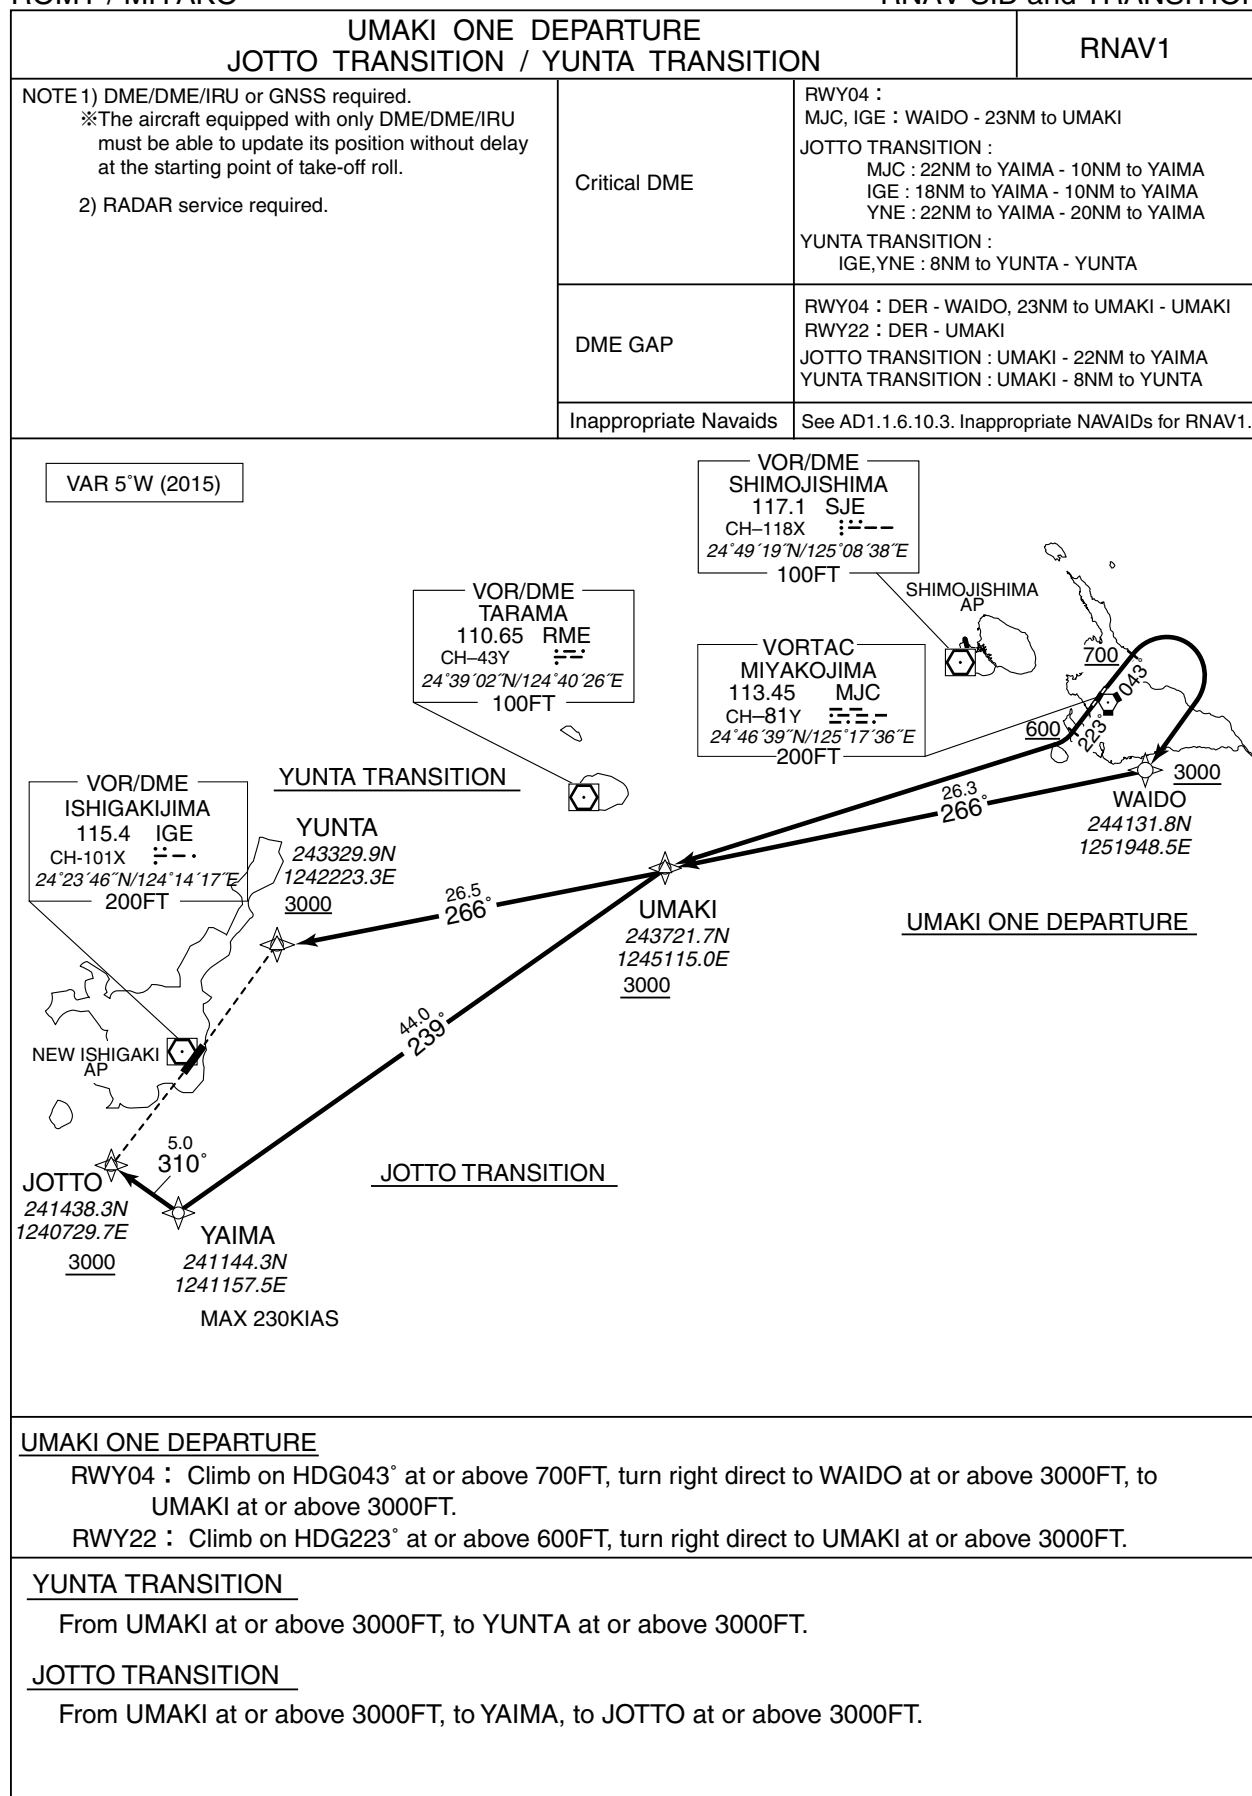 UMAKI ONE DEPARTURE
JOTTO TRANSITION / YUNTA TRANSITION
RNAV1
NOTE 1) DME/DME/IRU or GNSS required.
※The aircraft equipped with only DME/DME/IRU
must be able to update its position without delay
at the starting point of take-off roll.
2) RADAR service required.
Critical DME
RWY04 :
MJC, IGE : WAIDO - 23NM to UMAKI
JOTTO TRANSITION :
MJC : 22NM to YAIMA - 10NM to YAIMA
IGE : 18NM to YAIMA - 10NM to YAIMA
YNE : 22NM to YAIMA - 20NM to YAIMA
YUNTA TRANSITION :
IGE,YNE : 8NM to YUNTA - YUNTA
DME GAP
RWY04 : DER - WAIDO, 23NM to UMAKI - UMAKI
RWY22 : DER - UMAKI
JOTTO TRANSITION : UMAKI - 22NM to YAIMA
YUNTA TRANSITION : UMAKI - 8NM to YUNTA
Inappropriate Navaids
See AD1.1.6.10.3. Inappropriate NAVAIDs for RNAV1.
VAR 5˚W (2015)
VOR/DME
SHIMOJISHIMA
117.1 SJE
CH–118X
24˚49´19˝N/125˚08´38˝E
100FT
SHIMOJISHIMA
AP
VOR/DME
TARAMA
110.65 RME
CH–43Y
24˚39´02˝N/124˚40´26˝E
100FT
VORTAC
MIYAKOJIMA
113.45 MJC
CH–81Y
24˚46´39˝N/125˚17´36˝E
200FT
700
043˚
600
223˚
3000
WAIDO
244131.8N
1251948.5E
26.3
266˚
YUNTA TRANSITION
VOR/DME
ISHIGAKIJIMA
115.4 IGE
CH-101X
24˚23´46˝N/124˚14´17˝E
200FT
YUNTA
243329.9N
1242223.3E
3000
26.5
266˚
UMAKI
243721.7N
1245115.0E
3000
UMAKI ONE DEPARTURE
44.0
239˚
NEW ISHIGAKI
AP
5.0
310˚
JOTTO
241438.3N
1240729.7E
3000
JOTTO TRANSITION
YAIMA
241144.3N
1241157.5E
MAX 230KIAS
UMAKI ONE DEPARTURE
RWY04 : Climb on HDG043˚ at or above 700FT, turn right direct to WAIDO at or above 3000FT, to
UMAKI at or above 3000FT.
RWY22 : Climb on HDG223˚ at or above 600FT, turn right direct to UMAKI at or above 3000FT.
YUNTA TRANSITION
From UMAKI at or above 3000FT, to YUNTA at or above 3000FT.
JOTTO TRANSITION
From UMAKI at or above 3000FT, to YAIMA, to JOTTO at or above 3000FT.